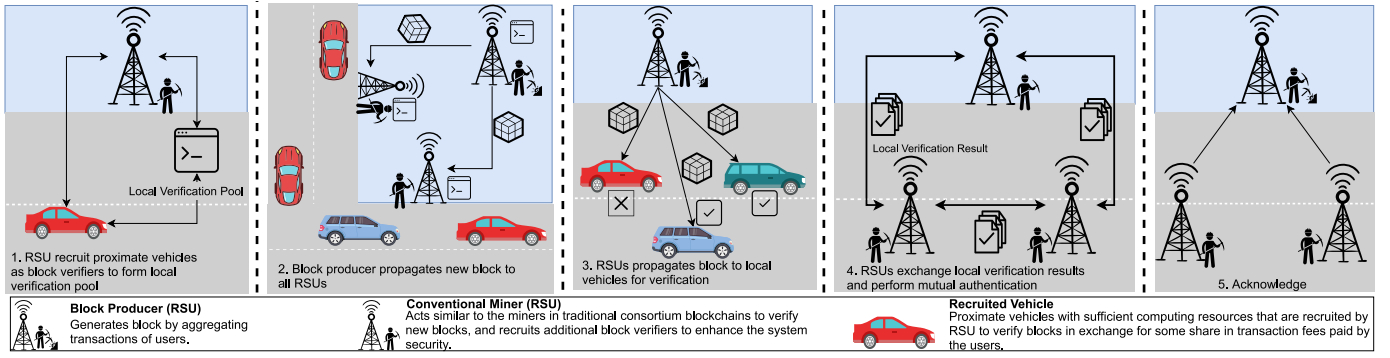 Local Verification Pool
1. RSU recruit proximate vehicles
as block verifiers to form local
verification pool
2. Block producer propagates new block to
all RSUs
3. RSUs propagates block to local
vehicles for verification
Local Verification Result
4. RSUs exchange local verification results
and perform mutual authentication
5. Acknowledge
Block Producer (RSU)
Generates block by aggregating
transactions of users.
Conventional Miner (RSU)
Acts similar to the miners in traditional consortium blockchains to verify
new blocks, and recruits additional block verifiers to enhance the system
security.
Recruited Vehicle
Proximate vehicles with sufficient computing resources that are recruited by
RSU to verify blocks in exchange for some share in transaction fees paid by
the users.